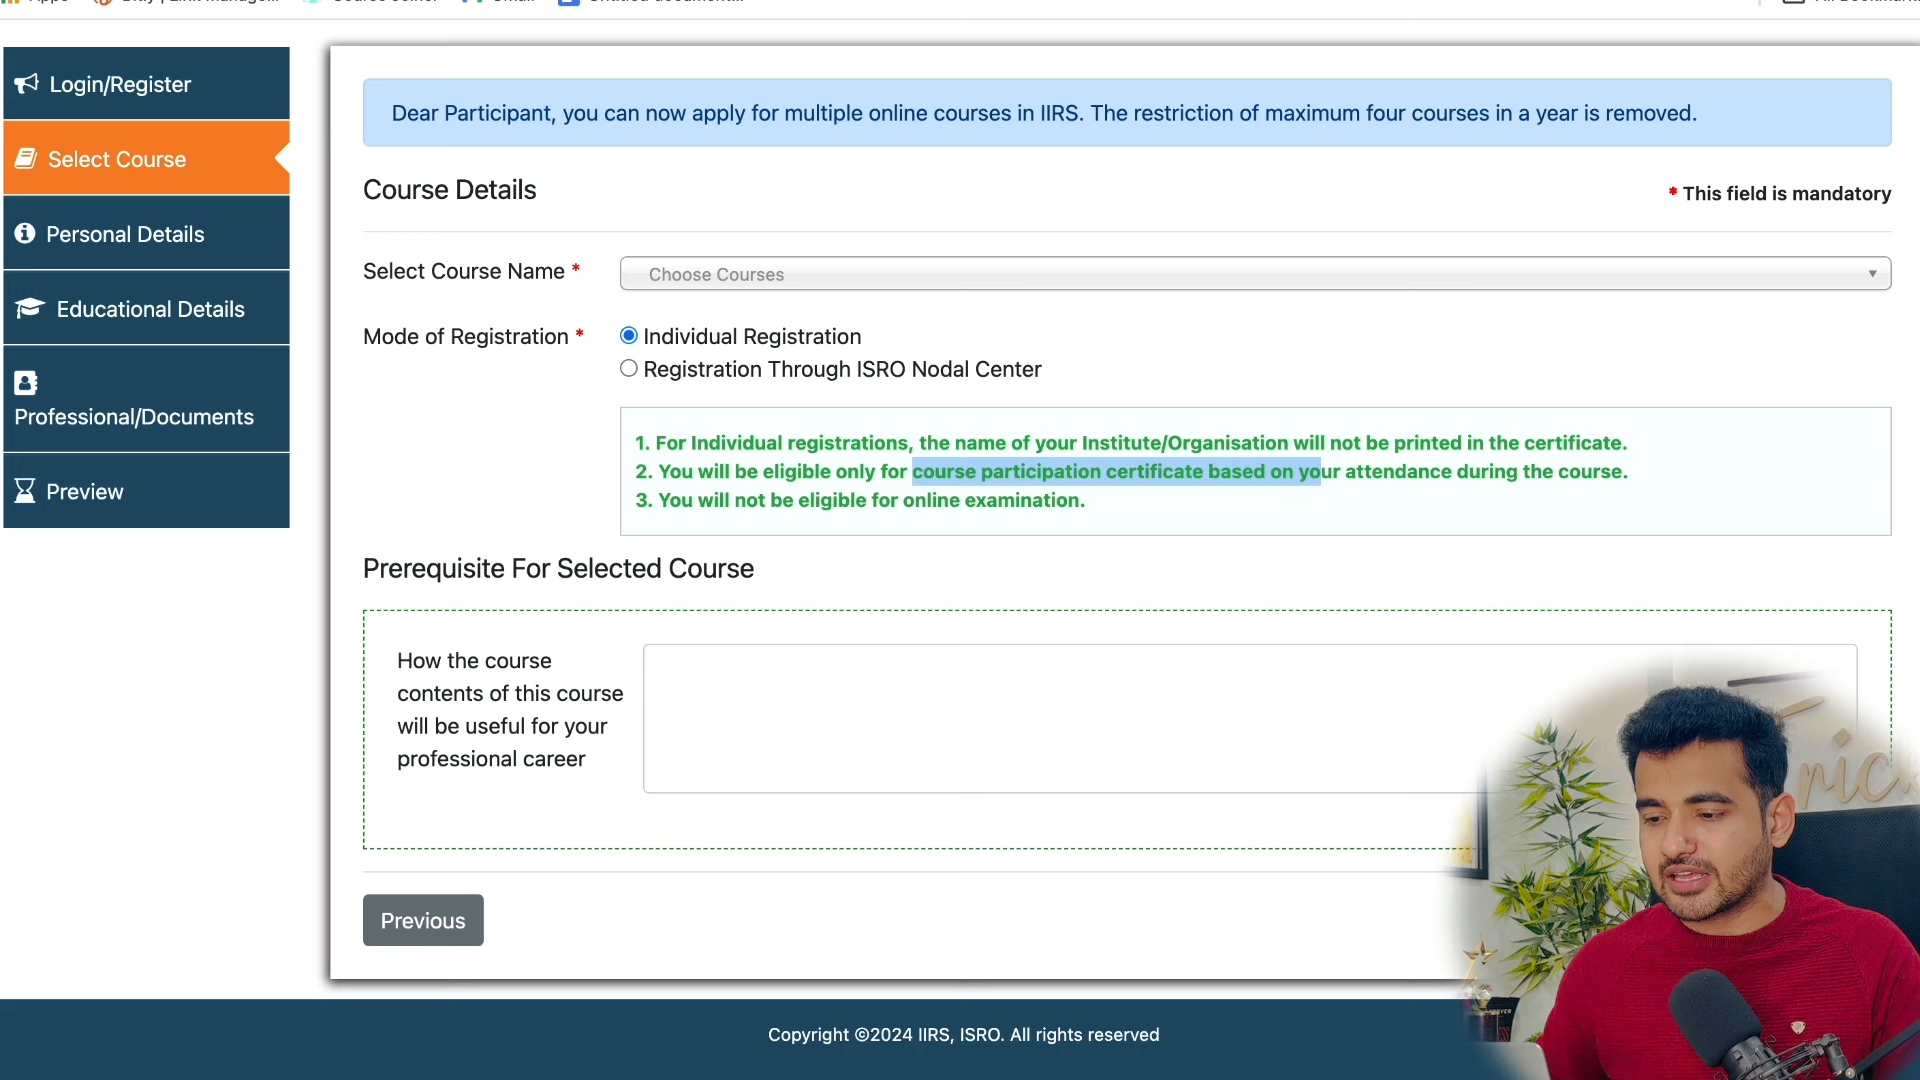 Login/Register
Select Course
Personal Details
Educational Details
Professional/Documents
Preview
Dear Participant, you can now apply for multiple online courses in IIRS. The restriction of maximum four courses in a year is removed.
Course Details
* This field is mandatory
Select Course Name *
Choose Courses
Mode of Registration *
Individual Registration
Registration Through ISRO Nodal Center
1. For Individual registrations, the name of your Institute/Organisation will not be printed in the certificate.
2. You will be eligible only for course participation certificate based on your attendance during the course.
3. You will not be eligible for online examination.
Prerequisite For Selected Course
How the course
contents of this course
will be useful for your
professional career
Previous
Copyright ©2024 IIRS, ISRO. All rights reserved